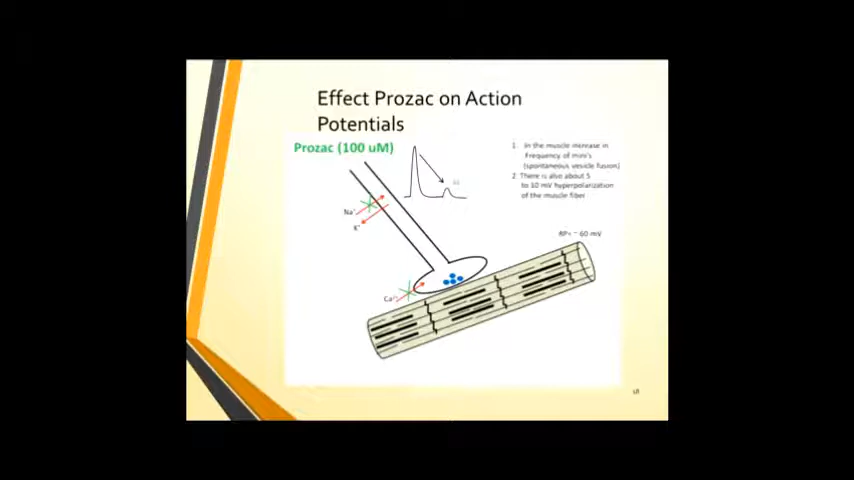 Effect Prozac on Action
Potentials
Prozac (100 uM)
1. In the muscle increase in
Frequency of mini's
(spontaneous vesicle fusion)
2. There is also about 5
to 10 mV hyperpolarization
of the muscle fiber
Na⁺
K⁺
RP= ~ 60 mV
Ca²⁺
18